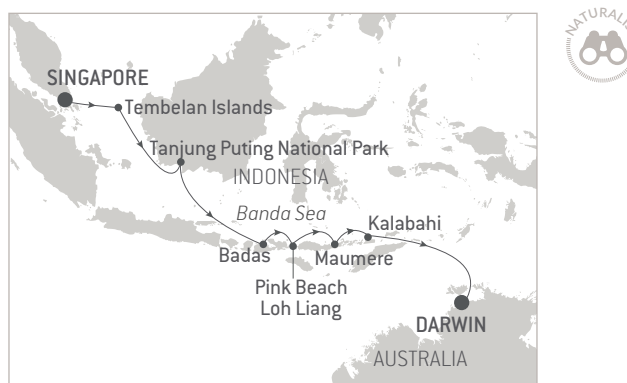 NATURALIS
SINGAPORE
Tembelan Islands
Tanjung Puting National Park
INDONESIA
Banda Sea
Kalabahi
Badas
Maumere
Pink Beach
Loh Liang
DARWIN
AUSTRALIA